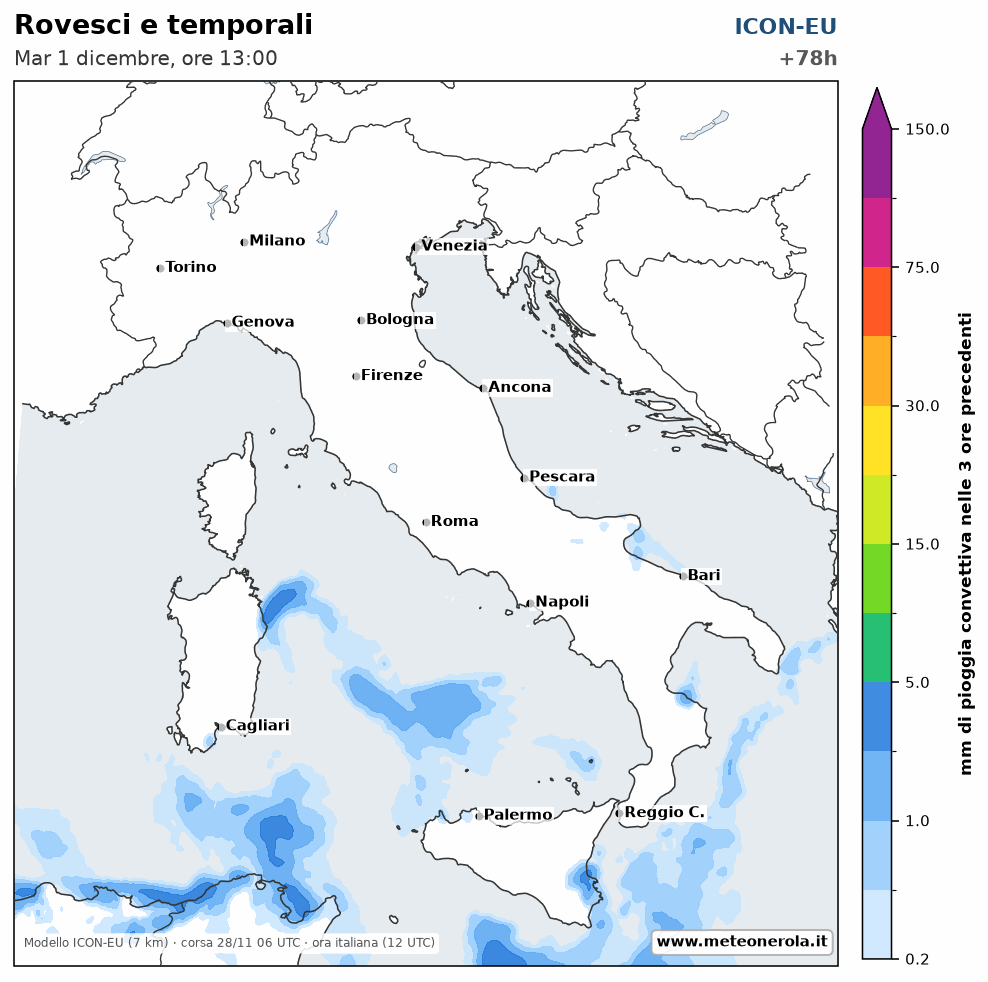 Rovesci e temporali
ICON-EU
Mar 1 dicembre, ore 13:00
+78h
150.0
75.0
30.0
15.0
5.0
1.0
0.2
mm di pioggia convettiva nelle 3 ore precedenti
Milano
Venezia
Torino
Genova
Bologna
Firenze
Ancona
Pescara
Roma
Bari
Napoli
Cagliari
Palermo
Reggio C.
Modello ICON-EU (7 km) · corsa 28/11 06 UTC · ora italiana (12 UTC)
www.meteonerola.it